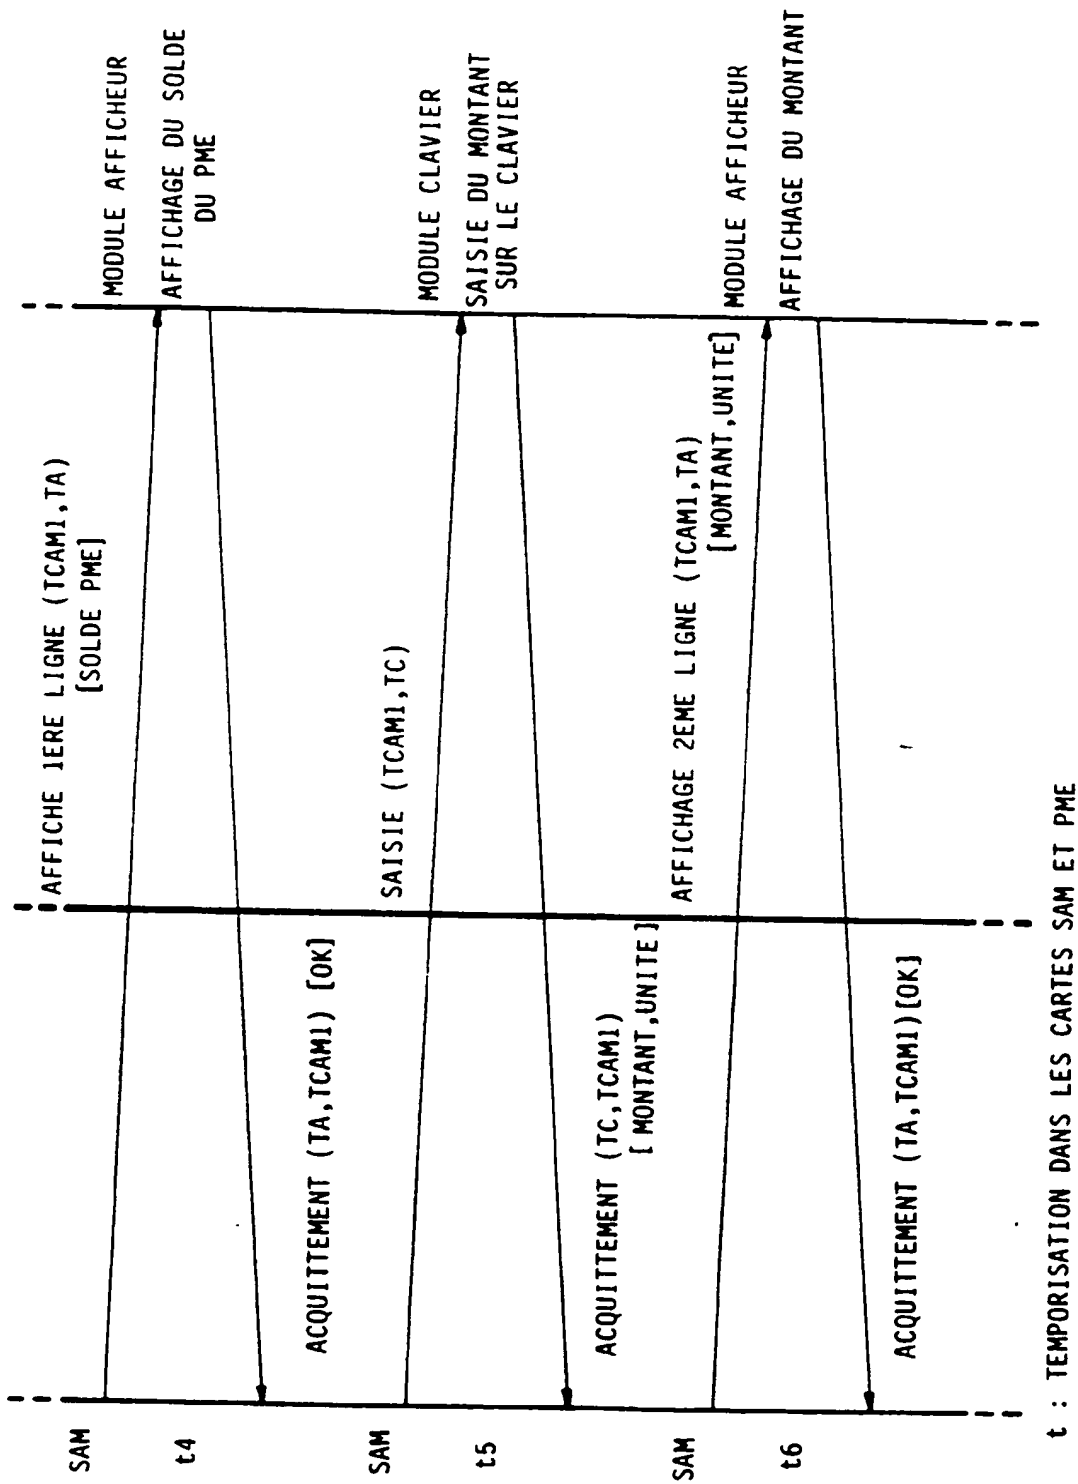 AFFICHE 1ERE LIGNE (TCAM1,TA)
[SOLDE PME]
MODULE AFFICHEUR
AFFICHAGE DU SOLDE
DU PME
SAM
t4
ACQUITTEMENT (TA,TCAM1) [OK]
SAISIE (TCAM1,TC)
MODULE CLAVIER
SAISIE DU MONTANT
SUR LE CLAVIER
SAM
t5
ACQUITTEMENT (TC,TCAM1)
[MONTANT,UNITE]
AFFICHAGE 2EME LIGNE (TCAM1,TA)
[MONTANT,UNITE]
MODULE AFFICHEUR
AFFICHAGE DU MONTANT
SAM
t6
ACQUITTEMENT (TA,TCAM1)[OK]
t : TEMPORISATION DANS LES CARTES SAM ET PME